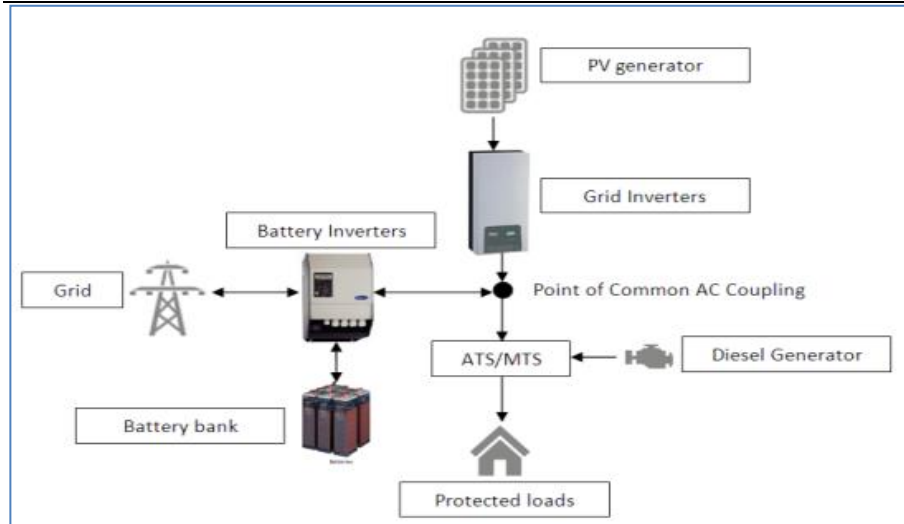 PV generator
Grid Inverters
Battery Inverters
Grid
Point of Common AC Coupling
ATS/MTS
Diesel Generator
Battery bank
Protected loads